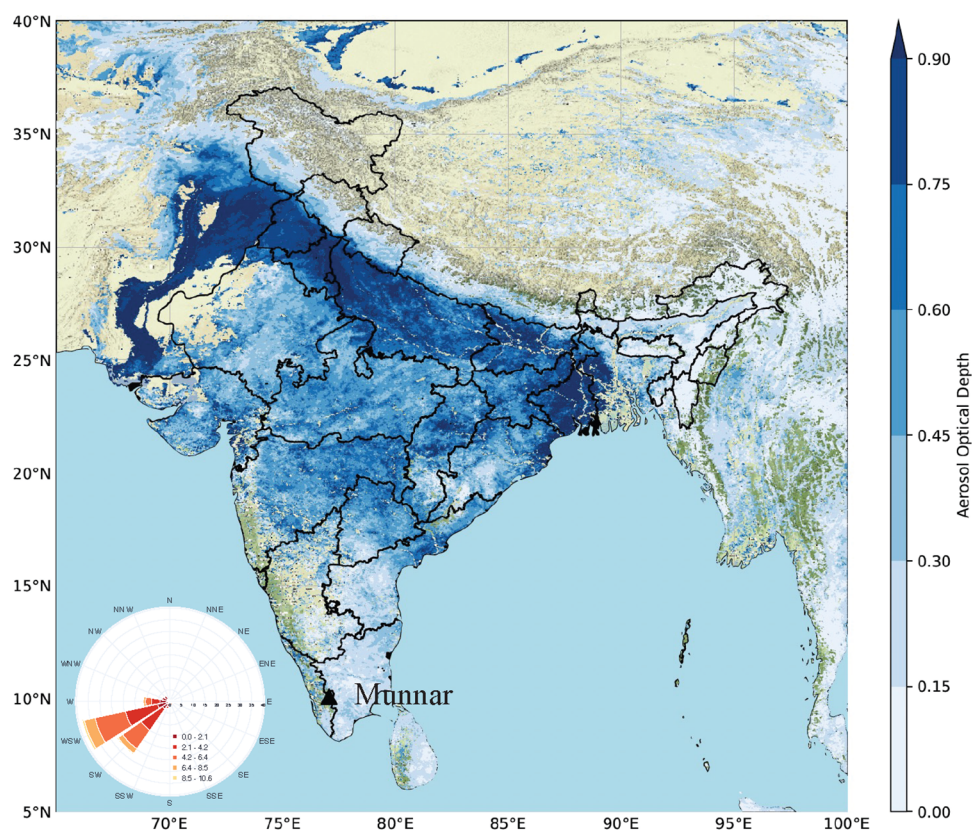 40°N
35°N
30°N
25°N
20°N
15°N
10°N
5°N
70°E
75°E
80°E
85°E
90°E
95°E
100°E
Munnar
N
NNE
NE
ENE
E
ESE
SE
SSE
S
SSW
SW
WSW
W
WNW
NW
NNW
0.0 - 2.1
2.1 - 4.2
4.2 - 6.4
6.4 - 8.5
8.5 - 10.6
0.90
0.75
0.60
0.45
0.30
0.15
0.00
Aerosol Optical Depth